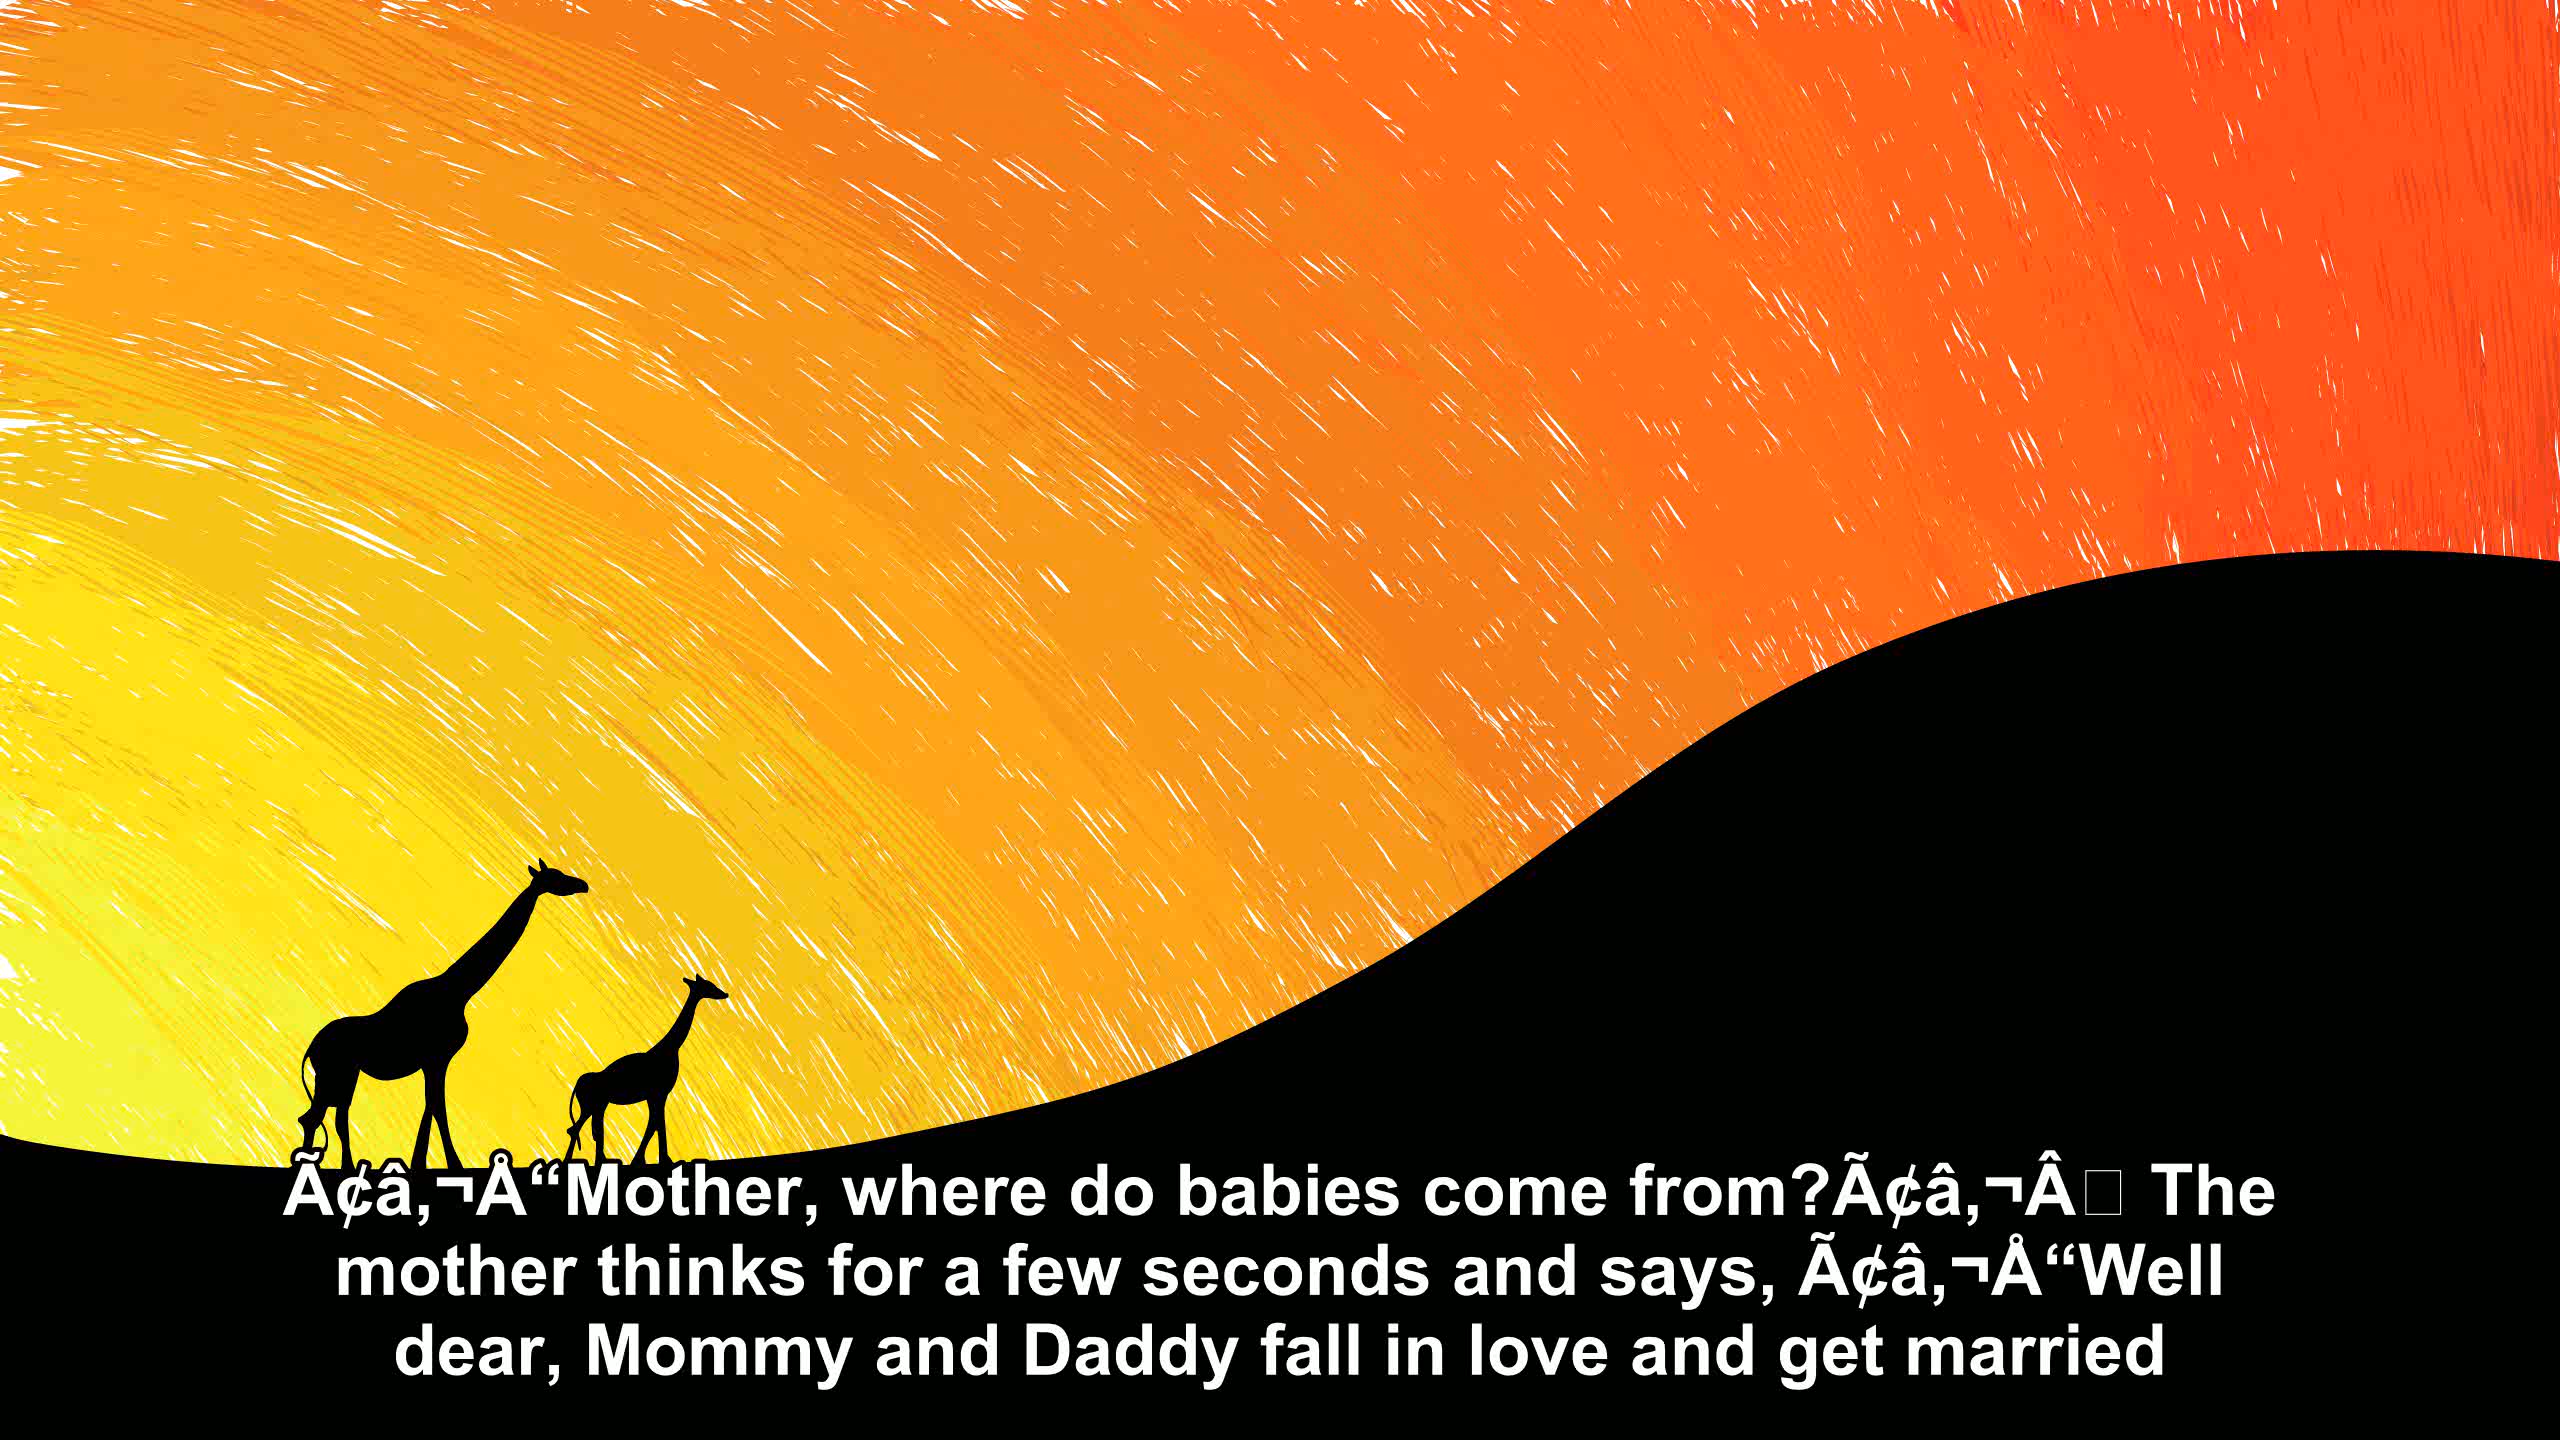 Ã¢â‚¬Å“Mother, where do babies come from?Ã¢â‚¬Â□ The
mother thinks for a few seconds and says, Ã¢â‚¬Å“Well
dear, Mommy and Daddy fall in love and get married